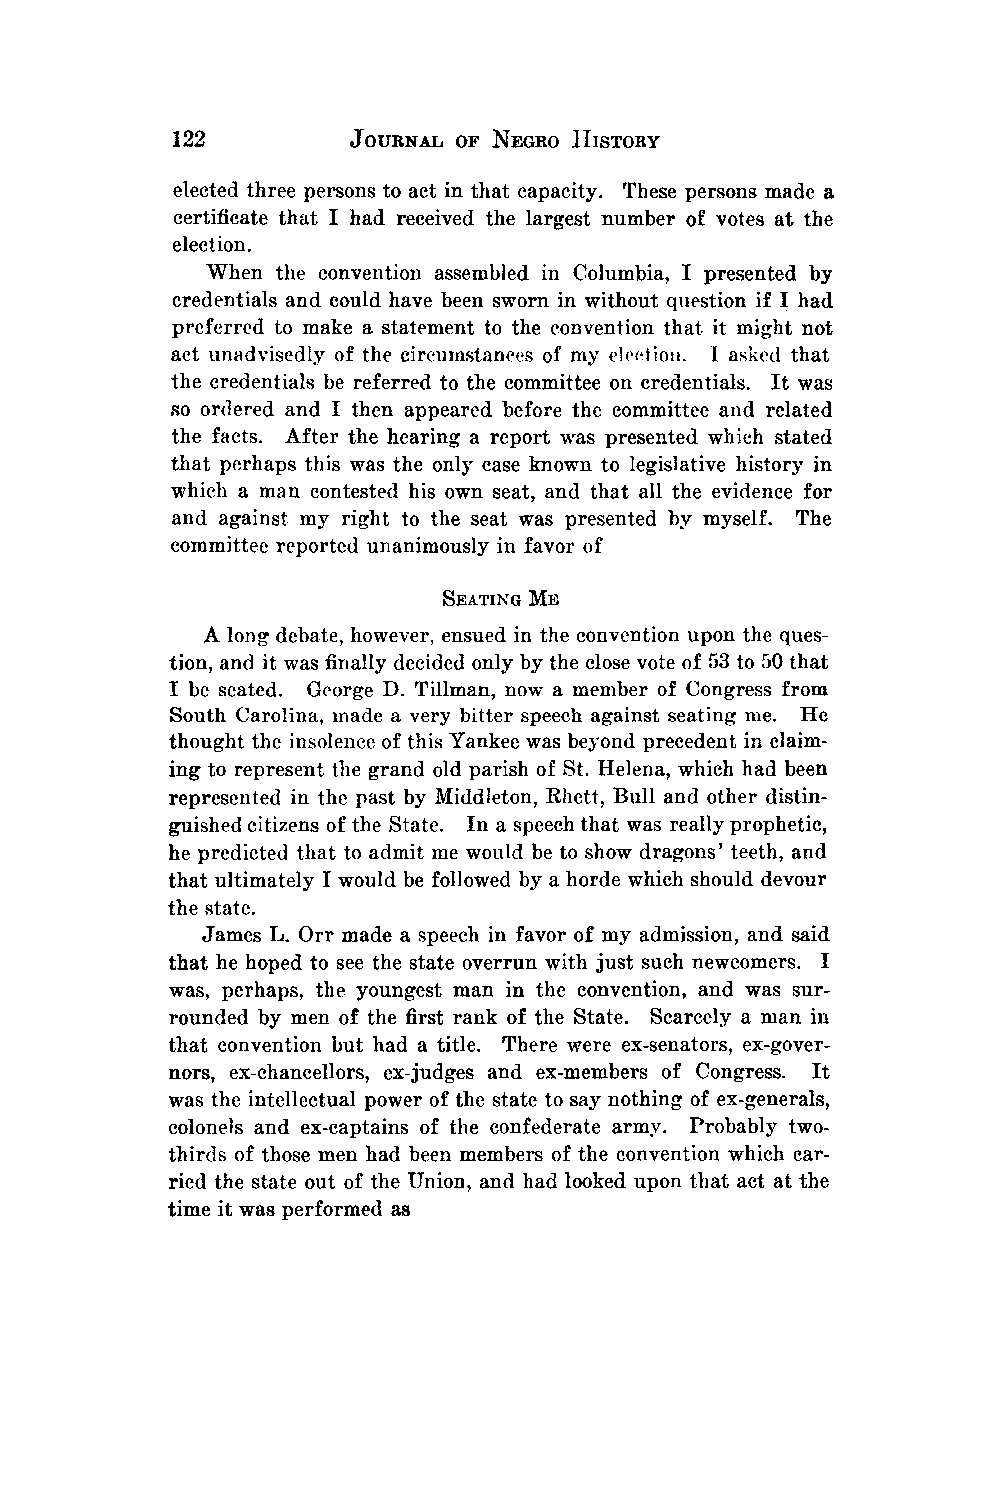 122 JOURNAL OF NEGRO HISTORY
elected three persons to act in that capacity. These persons made a
certificate that I had received the largest number of votes at the
election.
When the convention assembled in Columbia, I presented by
credentials and could have been sworn in without question if I had
preferred to make a statement to the convention that it might not
act unadvisedly of the circumstances of my election. I asked that
the credentials be referred to the committee on credentials. It was
so ordered and I then appeared before the committee and related
the facts. After the hearing a report was presented which stated
that perhaps this was the only case known to legislative history in
which a man contested his own seat, and that all the evidence for
and against my right to the seat was presented by myself. The
committee reported unanimously in favor of
SEATING ME
A long debate, however, ensued in the convention upon the ques-
tion, and it was finally decided only by the close vote of 53 to 50 that
I be seated. George D. Tillman, now a member of Congress from
South Carolina, made a very bitter speech against seating me. He
thought the insolence of this Yankee was beyond precedent in claim-
ing to represent the grand old parish of St. Helena, which had been
represented in the past by Middleton, Rhett, Bull and other distin-
guished citizens of the State. In a speech that was really prophetic,
he predicted that to admit me would be to show dragons' teeth, and
that ultimately I would be followed by a horde which should devour
the state.
James L. Orr made a speech in favor of my admission, and said
that he hoped to see the state overrun with just such newcomers. I
was, perhaps, the youngest man in the convention, and was sur-
rounded by men of the first rank of the State. Scarcely a man in
that convention but had a title. There were ex-senators, ex-gover-
nors, ex-chancellors, ex-judges and ex-members of Congress. It
was the intellectual power of the state to say nothing of ex-generals,
colonels and ex-captains of the confederate army. Probably two-
thirds of those men had been members of the convention which car-
ried the state out of the Union, and had looked upon that act at the
time it was performed as